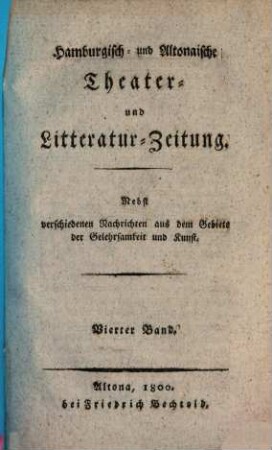 Hamburgisch- und Altonaische
Theater-
und
Litteratur-Zeitung.
Nebst
verschiedenen Nachrichten aus dem Gebiete
der Gelehrsamkeit und Kunst.
Vierter Band.
Altona, 1800.
bei Friedrich Bechtold.